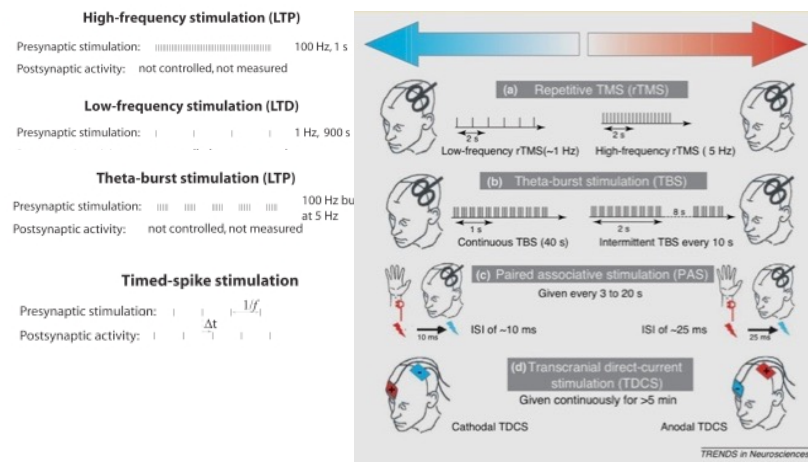 High-frequency stimulation (LTP)
Presynaptic stimulation: 100 Hz, 1 s
Postsynaptic activity: not controlled, not measured
Low-frequency stimulation (LTD)
Presynaptic stimulation: 1 Hz, 900 s
Theta-burst stimulation (LTP)
Presynaptic stimulation: 100 Hz bu
at 5 Hz
Postsynaptic activity: not controlled, not measured
Timed-spike stimulation
Presynaptic stimulation: 1/f
Δt
Postsynaptic activity:
(a) Repetitive TMS (rTMS)
2 s
2 s
Low-frequency rTMS(~1 Hz)
High-frequency rTMS ( 5 Hz)
(b) Theta-burst stimulation (TBS)
1 s
2 s
8 s
Continuous TBS (40 s)
Intermittent TBS every 10 s
(c) Paired associative stimulation (PAS)
Given every 3 to 20 s
10 ms
ISI of ~10 ms
ISI of ~25 ms
25 ms
(d) Transcranial direct-current
stimulation (TDCS)
Given continuously for >5 min
Cathodal TDCS
Anodal TDCS
TRENDS in Neurosciences